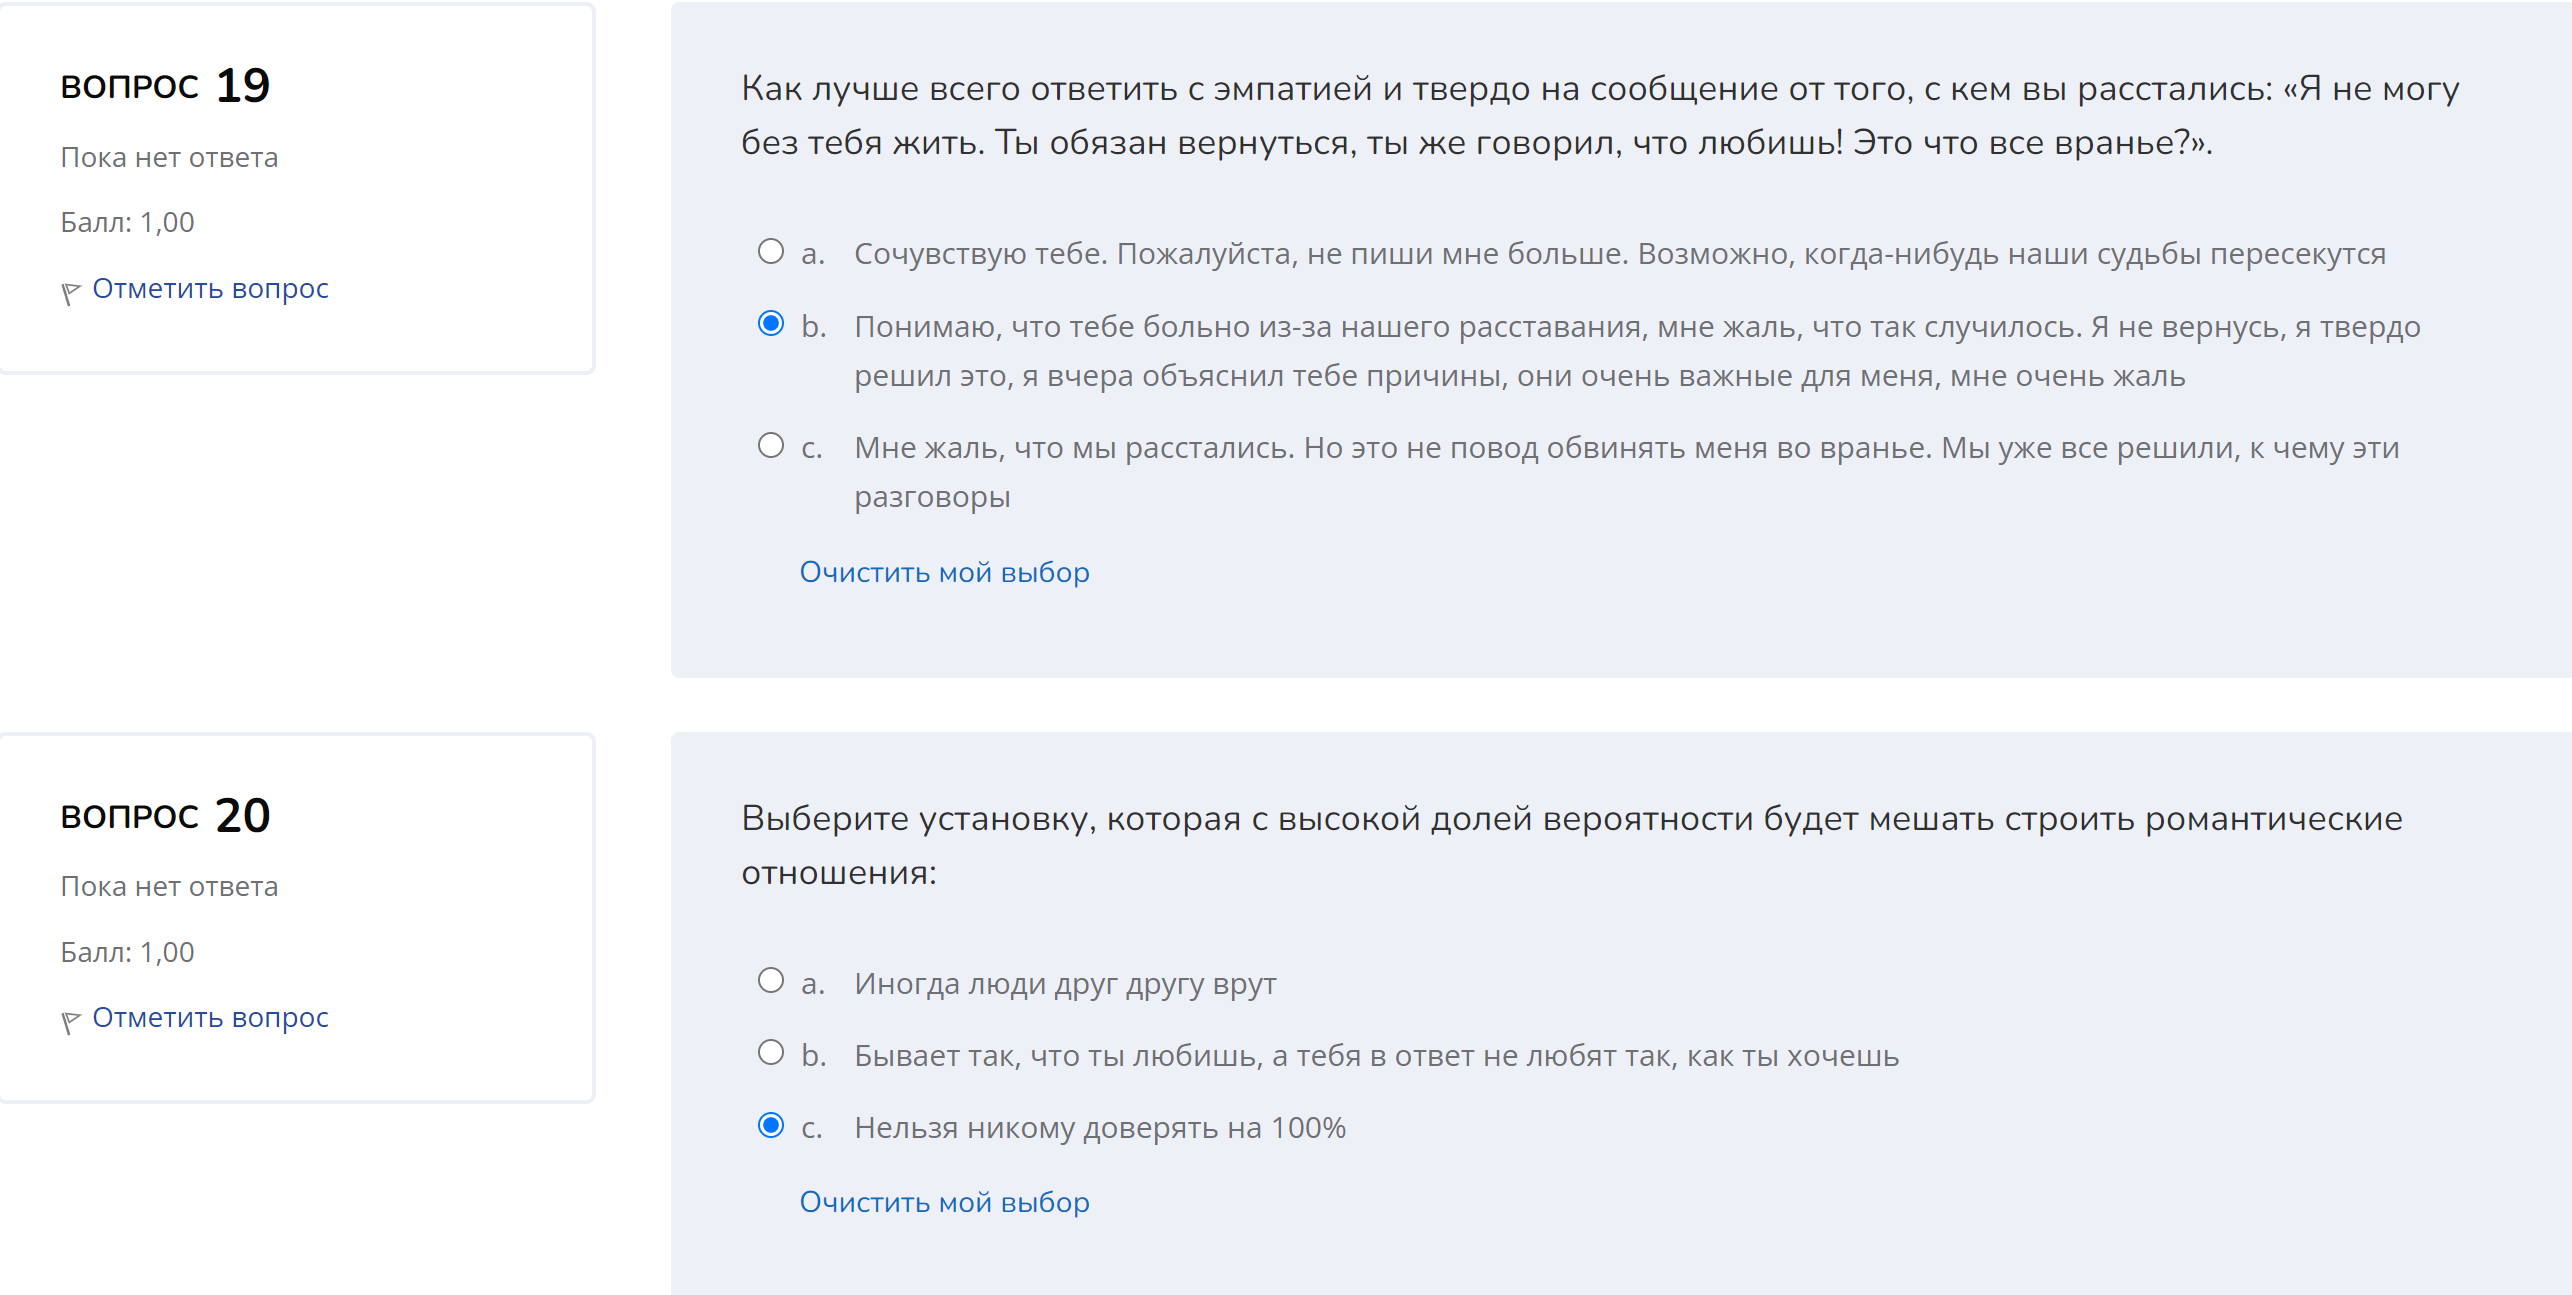 ВОПРОС 19
Пока нет ответа
Балл: 1,00
Отметить вопрос
Как лучше всего ответить с эмпатией и твердо на сообщение от того, с кем вы расстались: «Я не могу
без тебя жить. Ты обязан вернуться, ты же говорил, что любишь! Это что все вранье?».
a. Сочувствую тебе. Пожалуйста, не пиши мне больше. Возможно, когда-нибудь наши судьбы пересекутся
b. Понимаю, что тебе больно из-за нашего расставания, мне жаль, что так случилось. Я не вернусь, я твердо
решил это, я вчера объяснил тебе причины, они очень важные для меня, мне очень жаль
c. Мне жаль, что мы расстались. Но это не повод обвинять меня во вранье. Мы уже все решили, к чему эти
разговоры
Очистить мой выбор
ВОПРОС 20
Пока нет ответа
Балл: 1,00
Отметить вопрос
Выберите установку, которая с высокой долей вероятности будет мешать строить романтические
отношения:
a. Иногда люди друг другу врут
b. Бывает так, что ты любишь, а тебя в ответ не любят так, как ты хочешь
c. Нельзя никому доверять на 100%
Очистить мой выбор